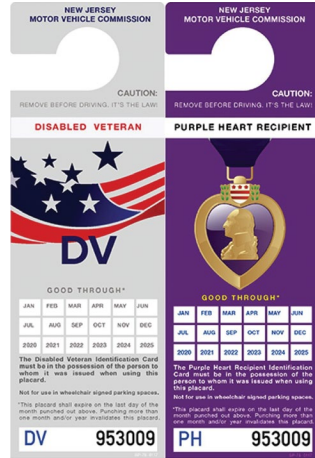 NEW JERSEY
MOTOR VEHICLE COMMISSION
CAUTION:
REMOVE BEFORE DRIVING. IT'S THE LAW!
DISABLED VETERAN
DV
GOOD THROUGH*
JAN FEB MAR APR MAY JUN
JUL AUG SEP OCT NOV DEC
2020 2021 2022 2023 2024 2025
The Disabled Veteran Identification Card
must be in the possession of the person to
whom it was issued when using this
placard.
Not for use in wheelchair signed parking spaces.
*This placard shall expire on the last day of the
month punched out above. Punching more than
one month and/or year invalidates this placard.
DV 953009
NEW JERSEY
MOTOR VEHICLE COMMISSION
CAUTION:
REMOVE BEFORE DRIVING. IT'S THE LAW!
PURPLE HEART RECIPIENT
GOOD THROUGH*
JAN FEB MAR APR MAY JUN
JUL AUG SEP OCT NOV DEC
2020 2021 2022 2023 2024 2025
The Purple Heart Recipient Identification
Card must be in the possession of the
person to whom it was issued when using
this placard.
Not for use in wheelchair signed parking spaces.
*This placard shall expire on the last day of the
month punched out above. Punching more than
one month and/or year invalidates this placard.
PH 953009